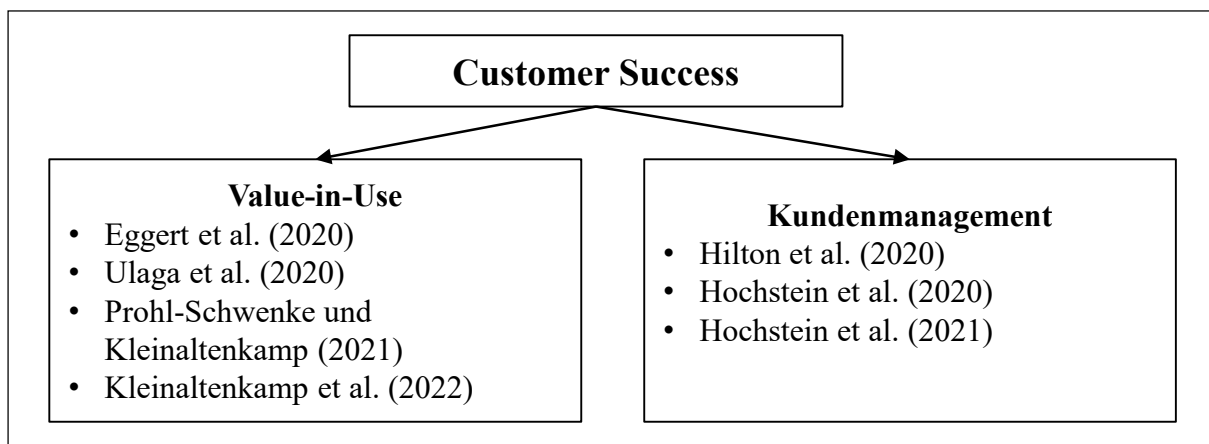 Customer Success
Value-in-Use
• Eggert et al. (2020)
• Ulaga et al. (2020)
• Prohl-Schwenke und
Kleinaltenkamp (2021)
• Kleinaltenkamp et al. (2022)
Kundenmanagement
• Hilton et al. (2020)
• Hochstein et al. (2020)
• Hochstein et al. (2021)